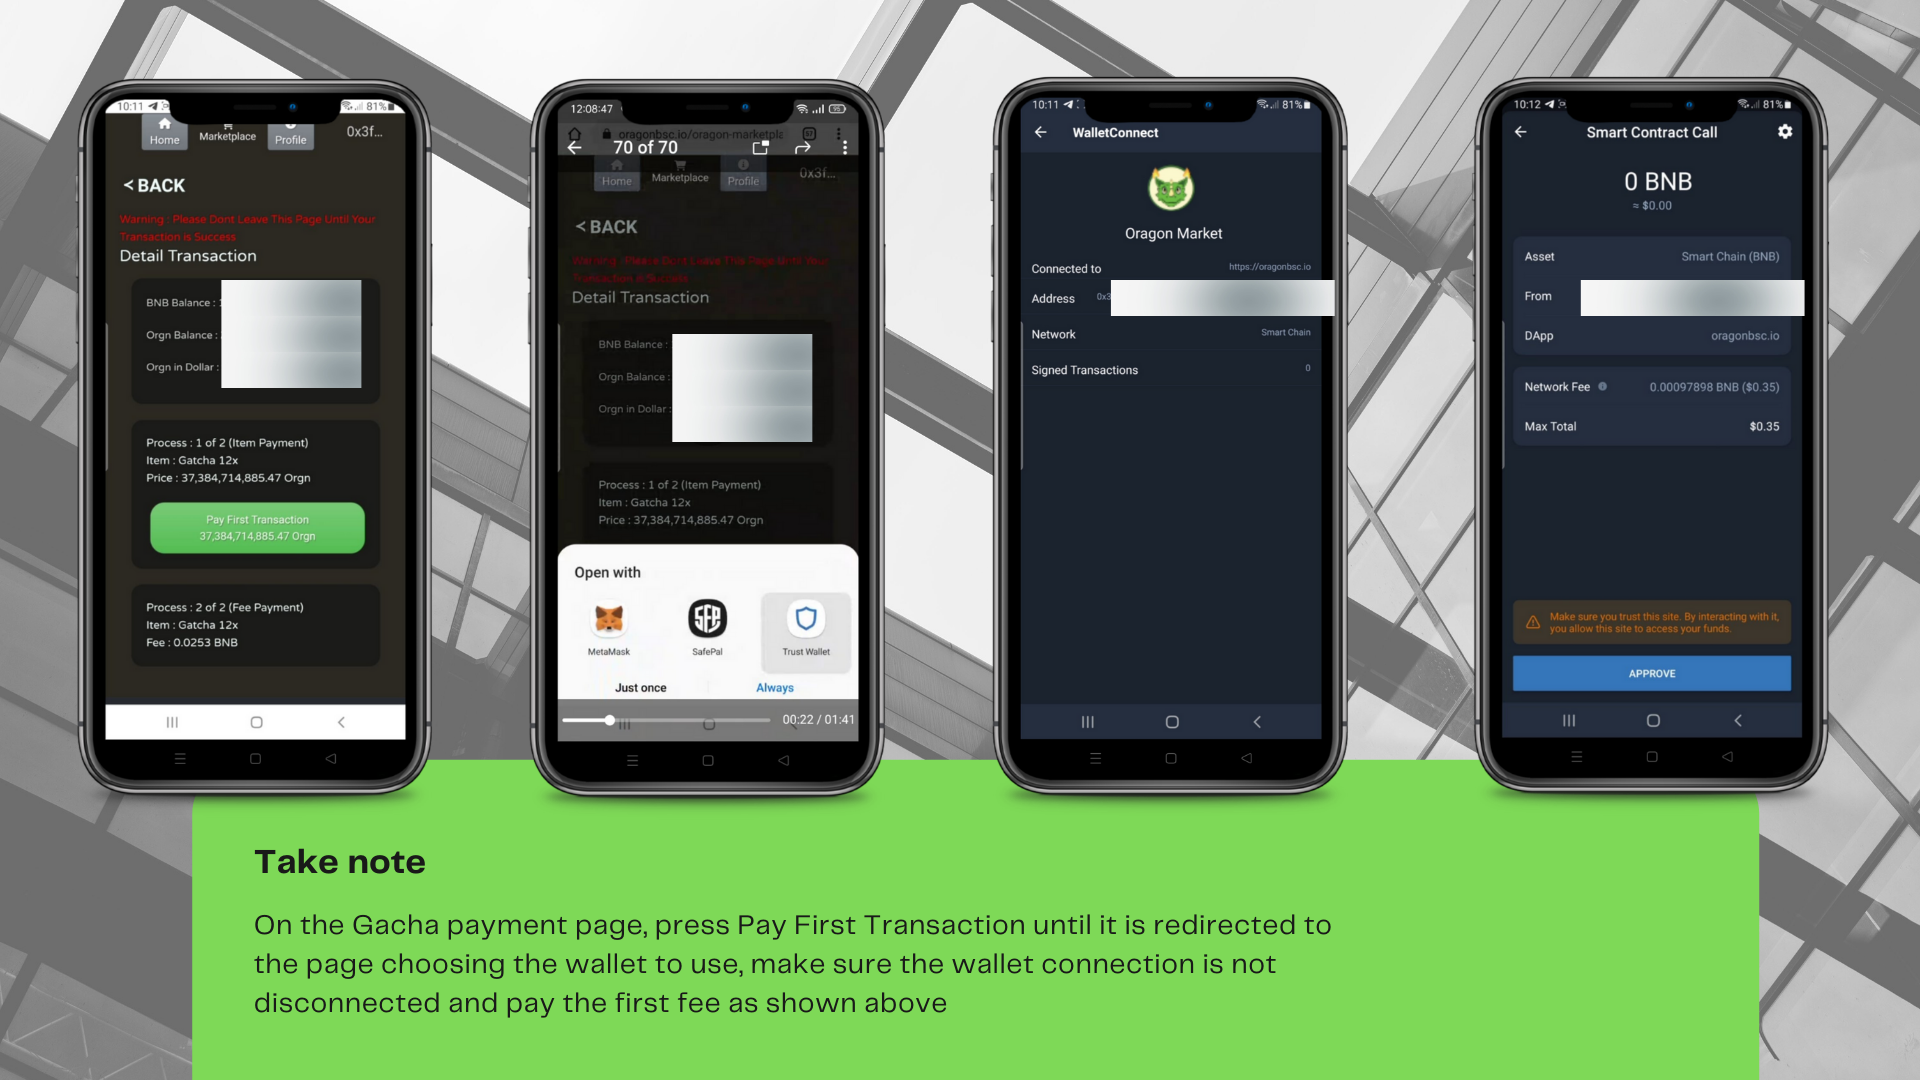 10:11
81%
Home
Marketplace
Profile
0x3f...
< BACK
Warning : Please Dont Leave This Page Until Your
Transaction is Success
Detail Transaction
BNB Balance :
Orgn Balance :
Orgn in Dollar :
Process : 1 of 2 (Item Payment)
Item : Gatcha 12x
Price : 37,384,714,885.47 Orgn
Pay First Transaction
37,384,714,885.47 Orgn
Process : 2 of 2 (Fee Payment)
Item : Gatcha 12x
Fee : 0.0253 BNB
12:08:47
oragonbsc.io/oragon-marketpla
70 of 70
Home
Marketplace
Profile
0x3f...
< BACK
Warning : Please Dont Leave This Page Until Your
Transaction is Success
Detail Transaction
BNB Balance :
Orgn Balance :
Orgn in Dollar :
Process : 1 of 2 (Item Payment)
Item : Gatcha 12x
Price : 37,384,714,885.47 Orgn
Open with
MetaMask
SFP
SafePal
Trust Wallet
Just once
Always
00:22 / 01:41
10:11
81%
WalletConnect
Oragon Market
Connected to https://oragonbsc.io
Address 0x3
Network Smart Chain
Signed Transactions 0
10:12
81%
Smart Contract Call
0 BNB
≈ $0.00
Asset Smart Chain (BNB)
From
DApp oragonbsc.io
Network Fee 0.00097898 BNB ($0.35)
Max Total $0.35
Make sure you trust this site. By interacting with it,
you allow this site to access your funds.
APPROVE
Take note
On the Gacha payment page, press Pay First Transaction until it is redirected to
the page choosing the wallet to use, make sure the wallet connection is not
disconnected and pay the first fee as shown above